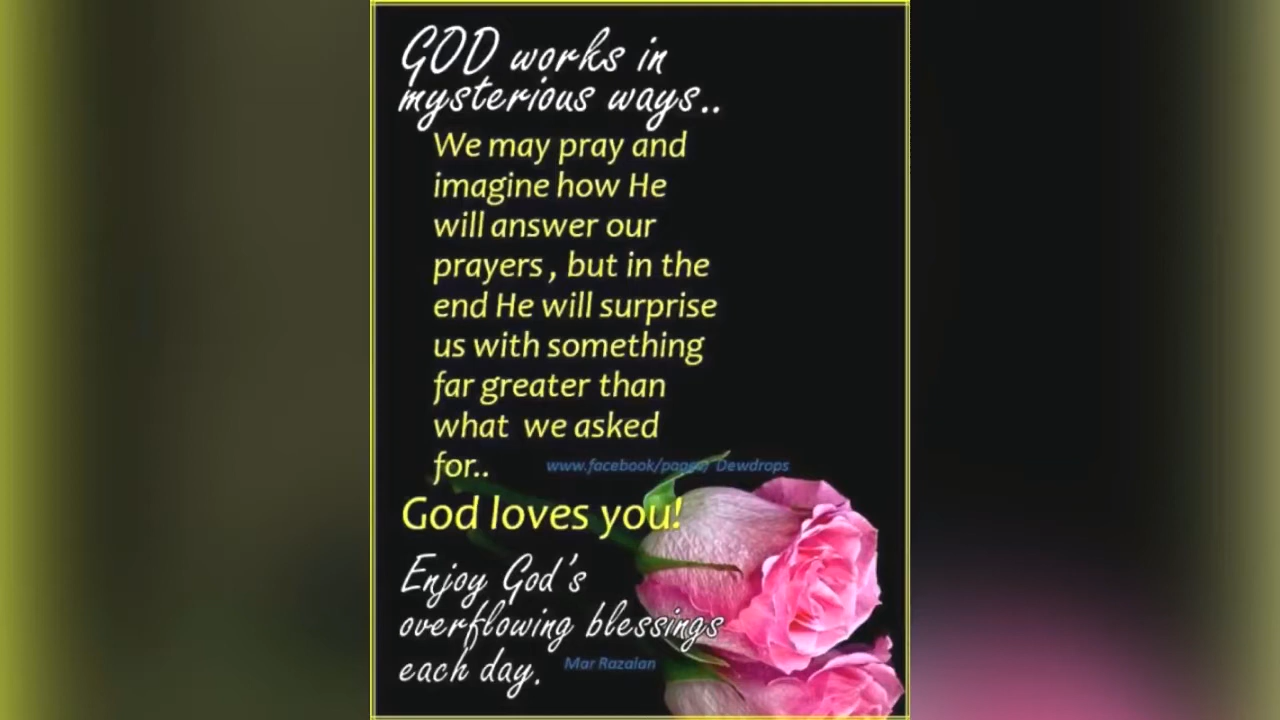 GOD works in
mysterious ways..
We may pray and
imagine how He
will answer our
prayers , but in the
end He will surprise
us with something
far greater than
what we asked
for..
www.facebook/pages/ Dewdrops
God loves you!
Enjoy God's
overflowing blessings
each day.
Mar Razalan